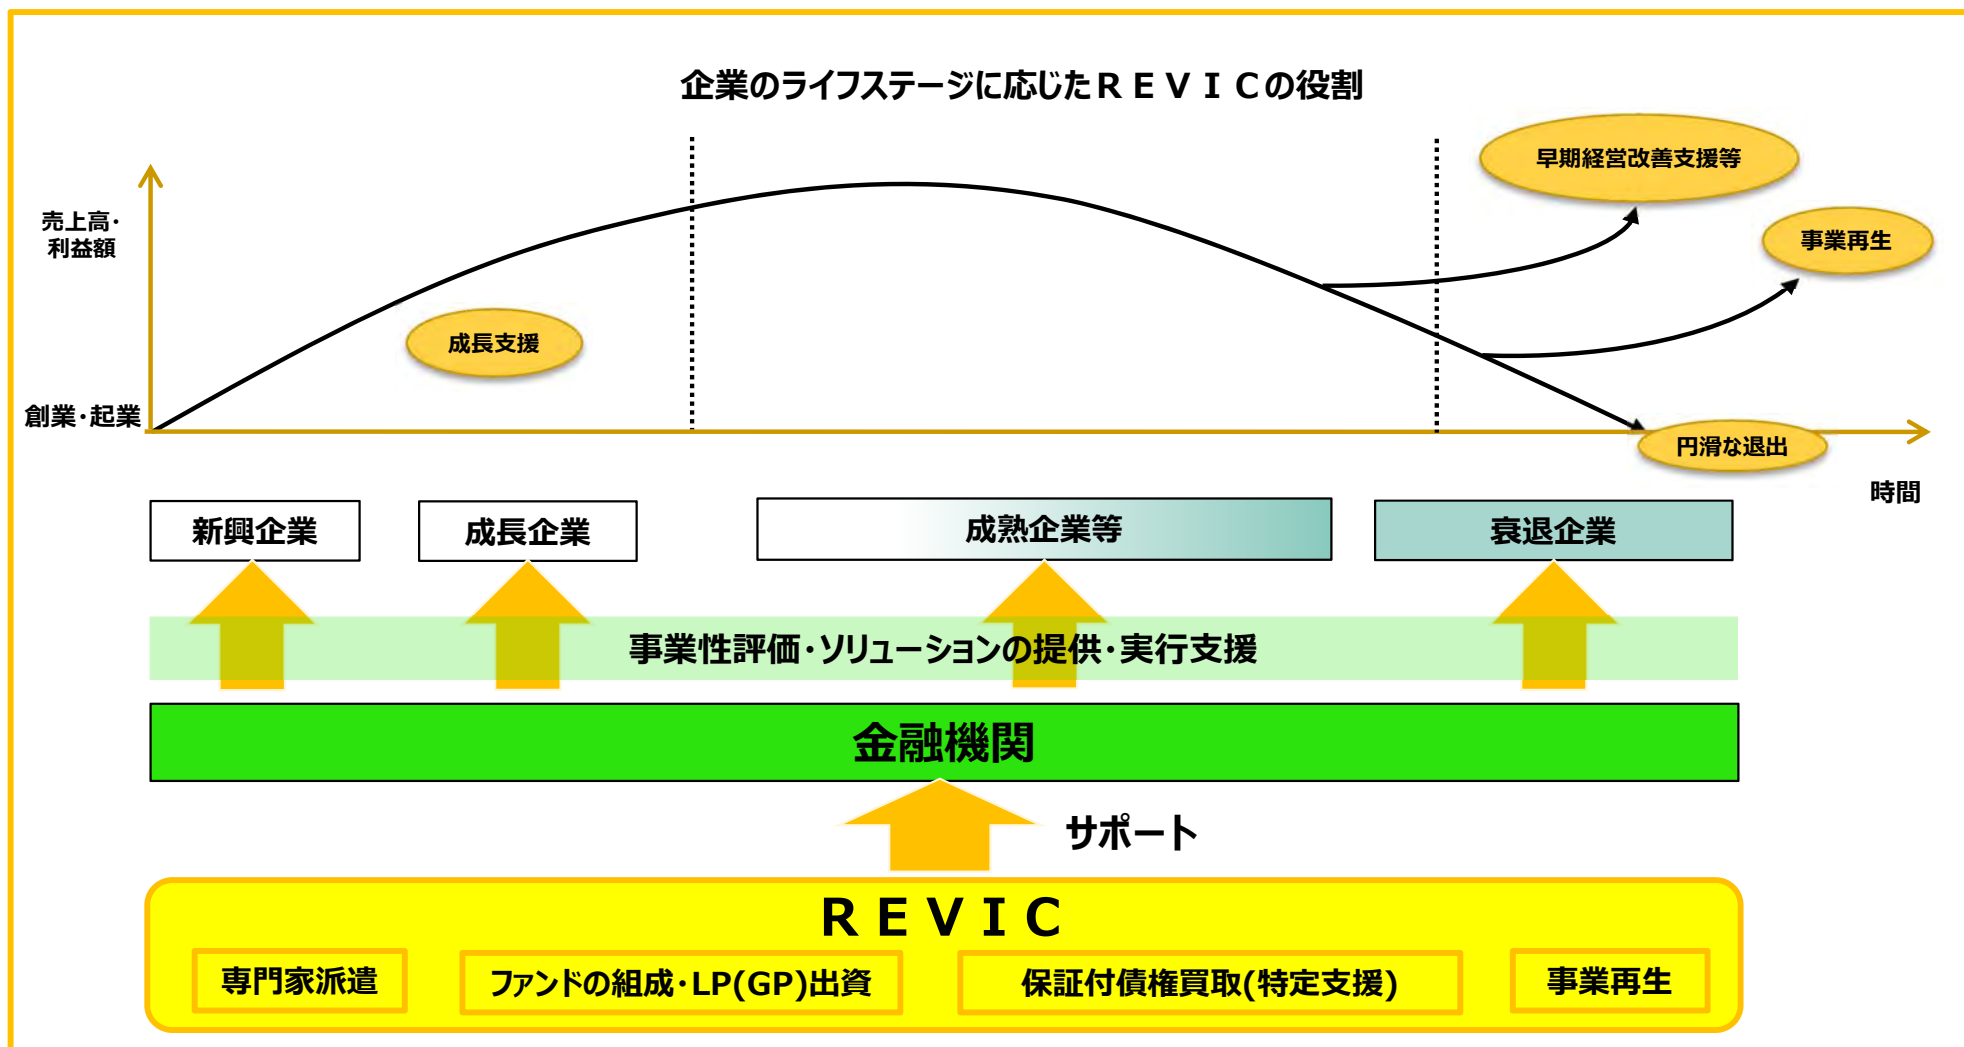 企業のライフステージに応じたＲＥＶＩＣの役割
早期経営改善支援等
売上高・
利益額
事業再生
成長支援
創業・起業
円滑な退出
時間
新興企業
成長企業
成熟企業等
衰退企業
事業性評価・ソリューションの提供・実行支援
金融機関
サポート
ＲＥＶＩＣ
専門家派遣
ファンドの組成・LP(GP)出資
保証付債権買取(特定支援)
事業再生